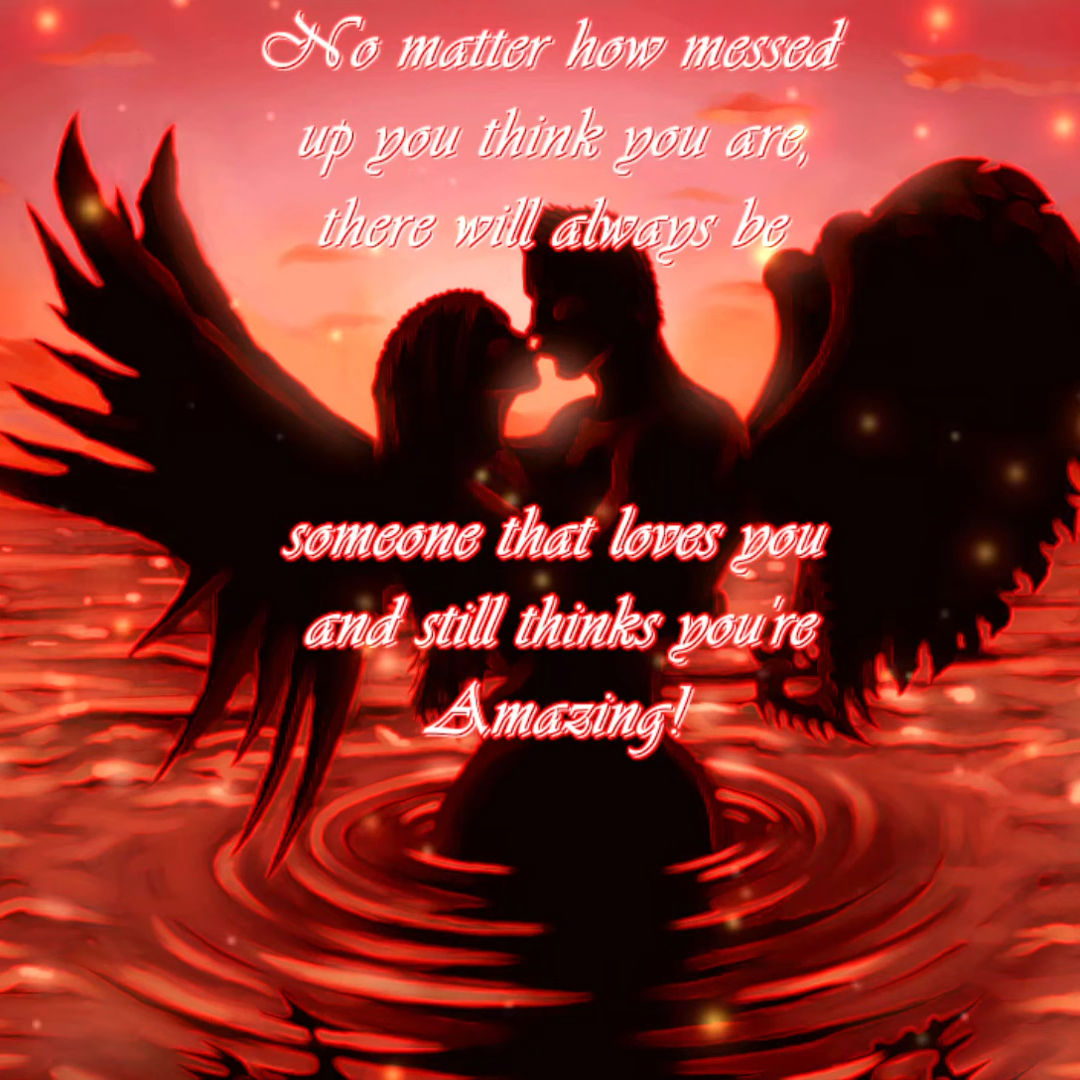 No matter how messed
up you think you are,
there will always be
someone that loves you
and still thinks you're
Amazing!